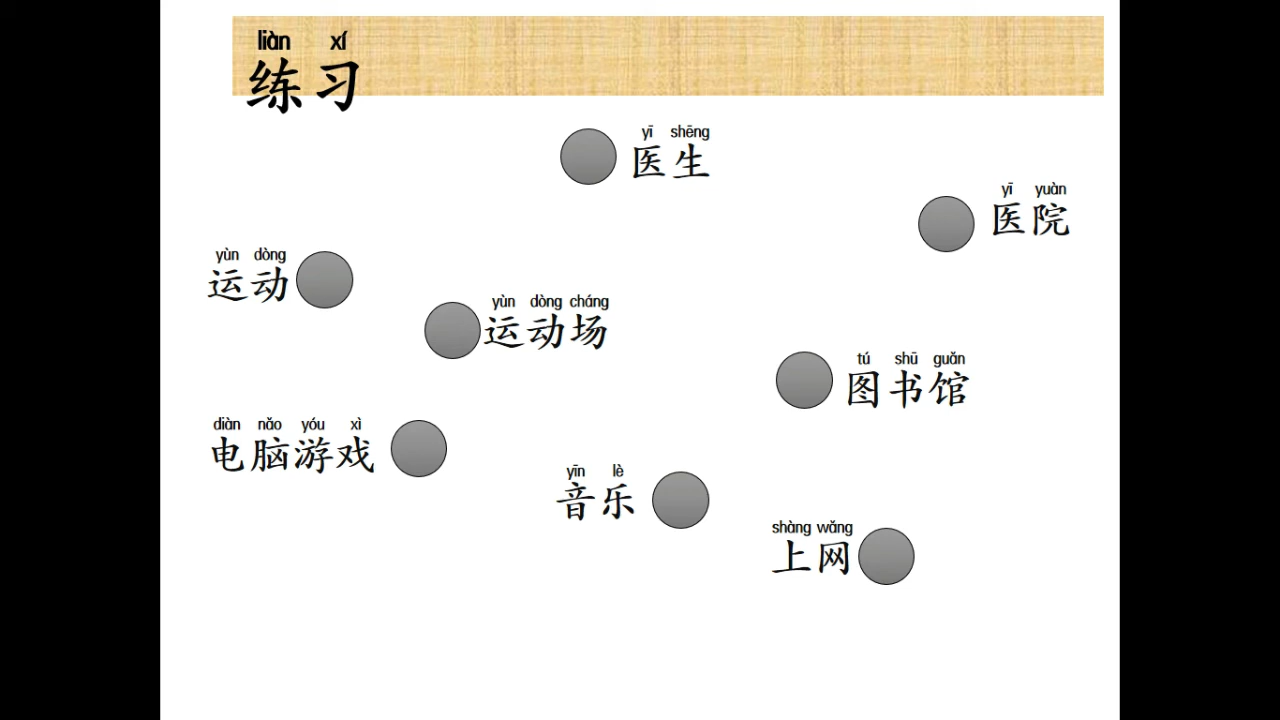 liàn xí
练习
yī shēng
医生
yī yuàn
医院
yùn dòng
运动
yùn dòng cháng
运动场
tú shū guǎn
图书馆
diàn nǎo yóu xì
电脑游戏
yīn lè
音乐
shàng wǎng
上网